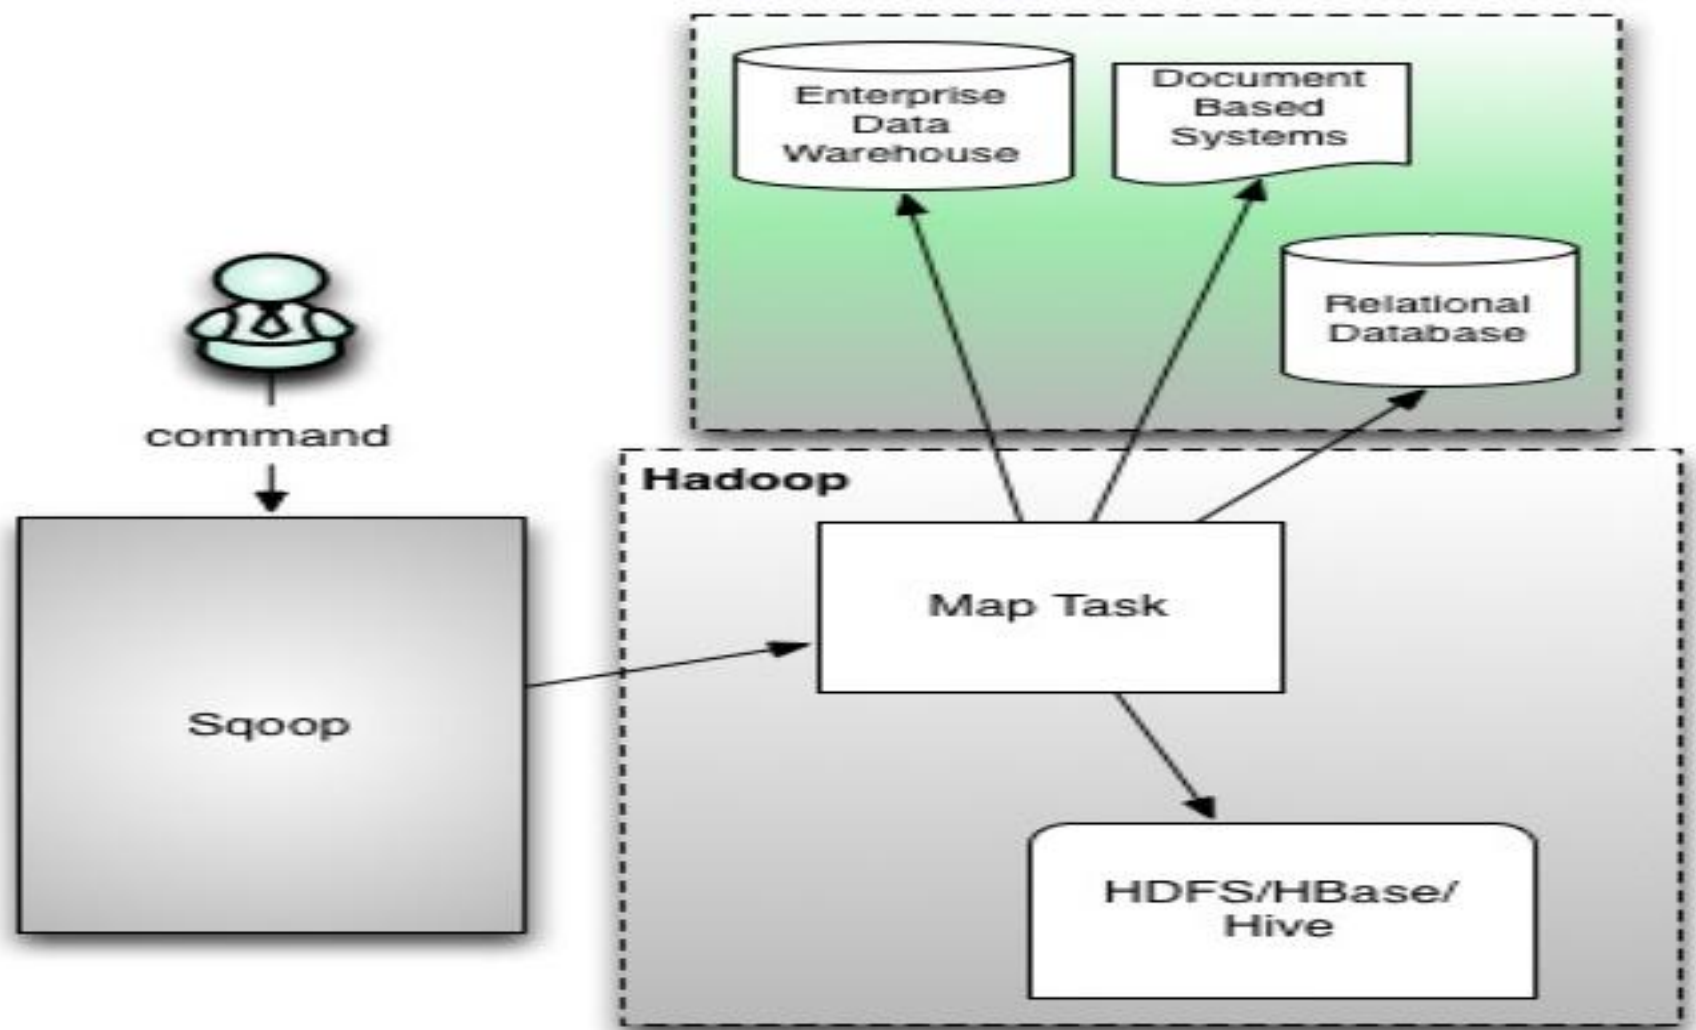 Enterprise
Data
Warehouse
Document
Based
Systems
Relational
Database
command
Hadoop
Map Task
Sqoop
HDFS/HBase/
Hive